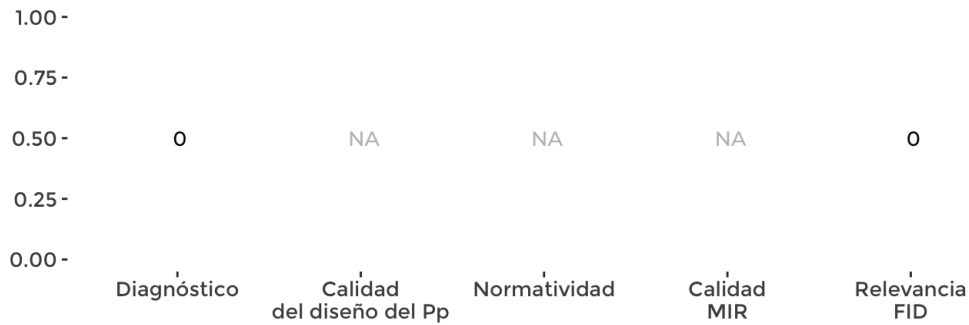 1.00
0.75
0.50
0.25
0.00
0 NA NA NA 0
Diagnóstico Calidad Normatividad Calidad Relevancia
del diseño del Pp MIR FID